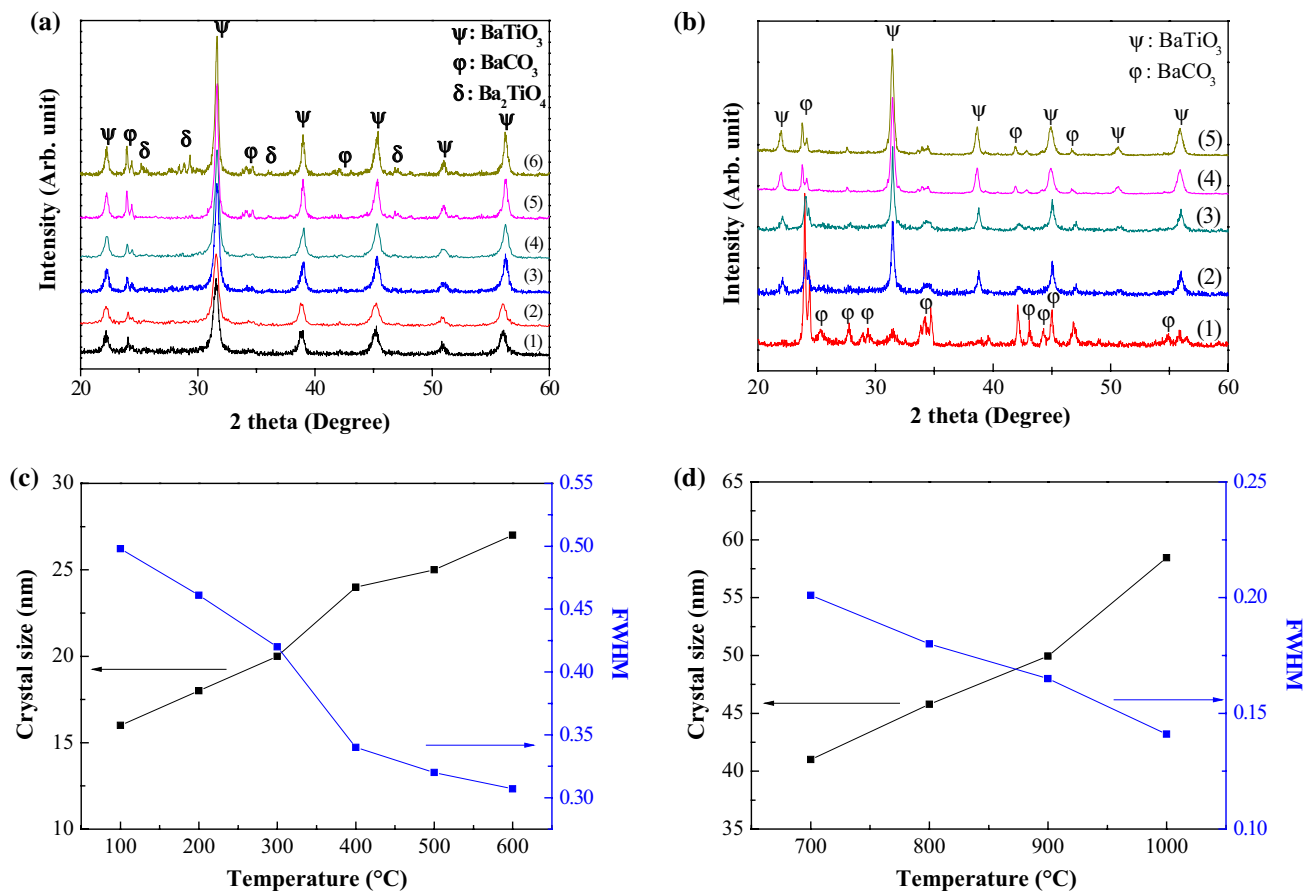 (a)
ψ
ψ : BaTiO₃
φ : BaCO₃
δ : Ba₂TiO₄
ψ φ δ δ φ δ ψ φ ψ δ ψ ψ
(6)
(5)
(4)
(3)
(2)
(1)
Intensity (Arb. unit)
20 30 40 50 60
2 theta (Degree)
(b)
ψ
ψ : BaTiO₃
φ : BaCO₃
ψ φ ψ φ ψ φ ψ ψ
(5)
(4)
(3)
(2)
φ φ φ φ φ φ φ φ
(1)
Intensity (Arb. unit)
20 30 40 50 60
2 theta (Degree)
(c)
30
25
20
15
10
Crystal size (nm)
0.55
0.50
0.45
0.40
0.35
0.30
FWHM
100 200 300 400 500 600
Temperature (°C)
(d)
65
60
55
50
45
40
35
Crystal size (nm)
0.25
0.20
0.15
0.10
FWHM
700 800 900 1000
Temperature (°C)